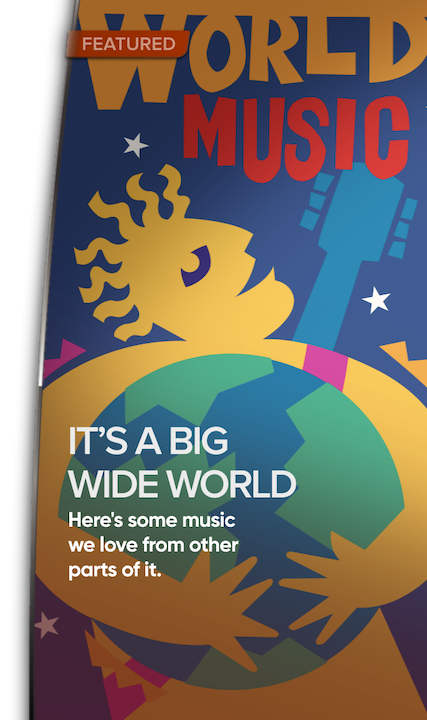 WORLD
FEATURED
MUSIC
IT'S A BIG
WIDE WORLD
Here's some music
we love from other
parts of it.